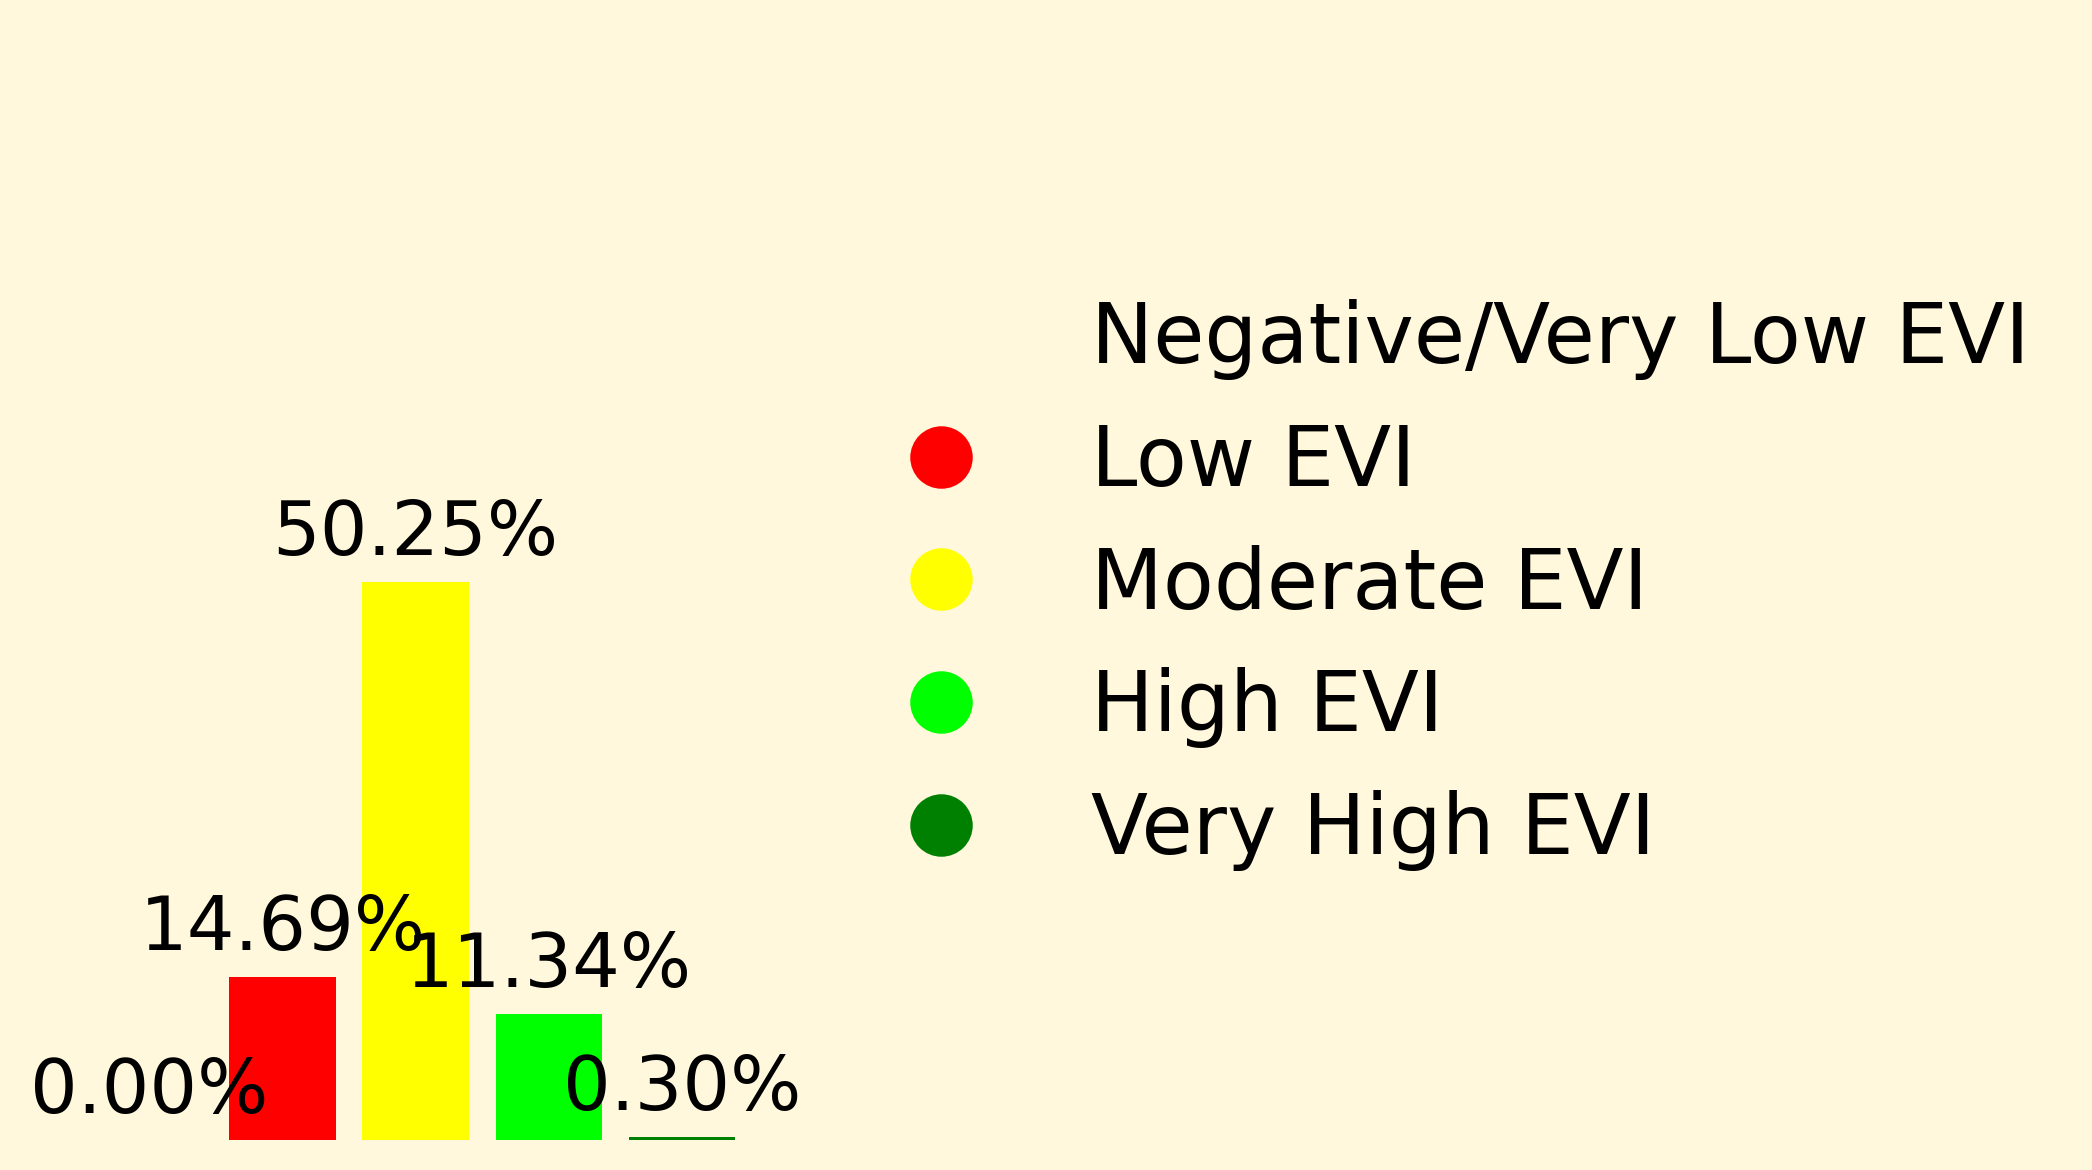 Negative/Very Low EVI
Low EVI
50.25%
Moderate EVI
High EVI
Very High EVI
14.69%
11.34%
0.00%
0.30%